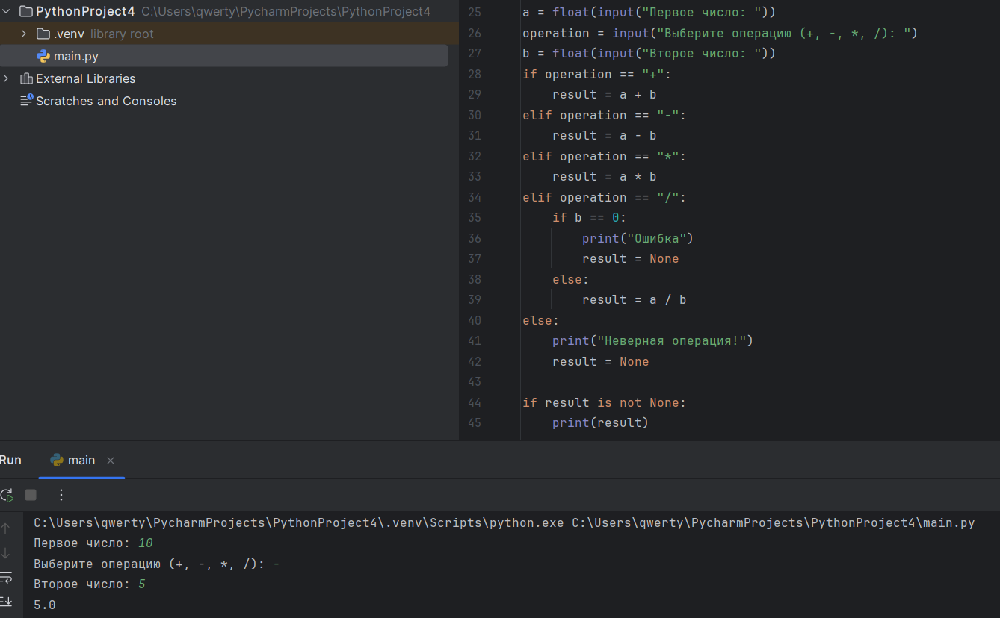 PythonProject4 C:\Users\qwerty\PycharmProjects\PythonProject4
.venv library root
main.py
External Libraries
Scratches and Consoles
25 a = float(input("Первое число: "))
26 operation = input("Выберите операцию (+, -, *, /): ")
27 b = float(input("Второе число: "))
28 if operation == "+":
29     result = a + b
30 elif operation == "-":
31     result = a - b
32 elif operation == "*":
33     result = a * b
34 elif operation == "/":
35     if b == 0:
36         print("Ошибка")
37         result = None
38     else:
39         result = a / b
40 else:
41     print("Неверная операция!")
42     result = None
43
44 if result is not None:
45     print(result)
Run main
C:\Users\qwerty\PycharmProjects\PythonProject4\.venv\Scripts\python.exe C:\Users\qwerty\PycharmProjects\PythonProject4\main.py
Первое число: 10
Выберите операцию (+, -, *, /): -
Второе число: 5
5.0